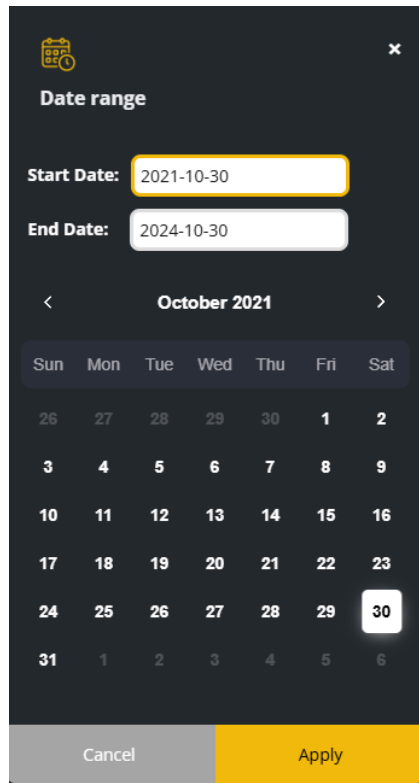 ×
Date range
Start Date: 2021-10-30
End Date: 2024-10-30
< October 2021 >
Sun Mon Tue Wed Thu Fri Sat
26 27 28 29 30 1 2
3 4 5 6 7 8 9
10 11 12 13 14 15 16
17 18 19 20 21 22 23
24 25 26 27 28 29 30
31 1 2 3 4 5 6
Cancel Apply